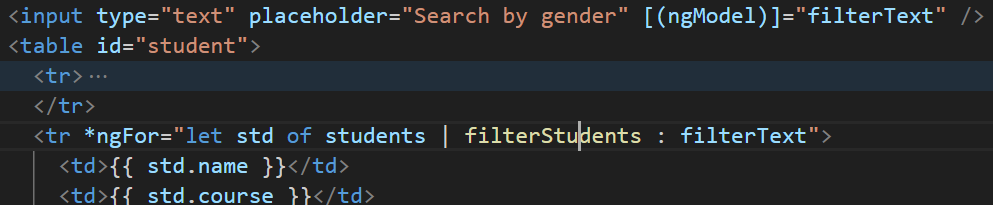 <input type="text" placeholder="Search by gender" [(ngModel)]="filterText" />
<table id="student">
<tr>···
</tr>
<tr *ngFor="let std of students | filterStudents : filterText">
<td>{{ std.name }}</td>
<td>{{ std.course }}</td>